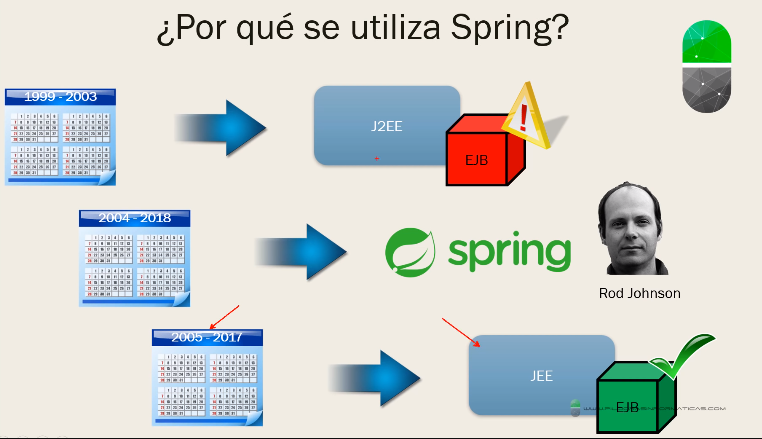 ¿Por qué se utiliza Spring?
1999 - 2003
J2EE
EJB
2004 - 2018
spring
Rod Johnson
2005 - 2017
JEE
EJB